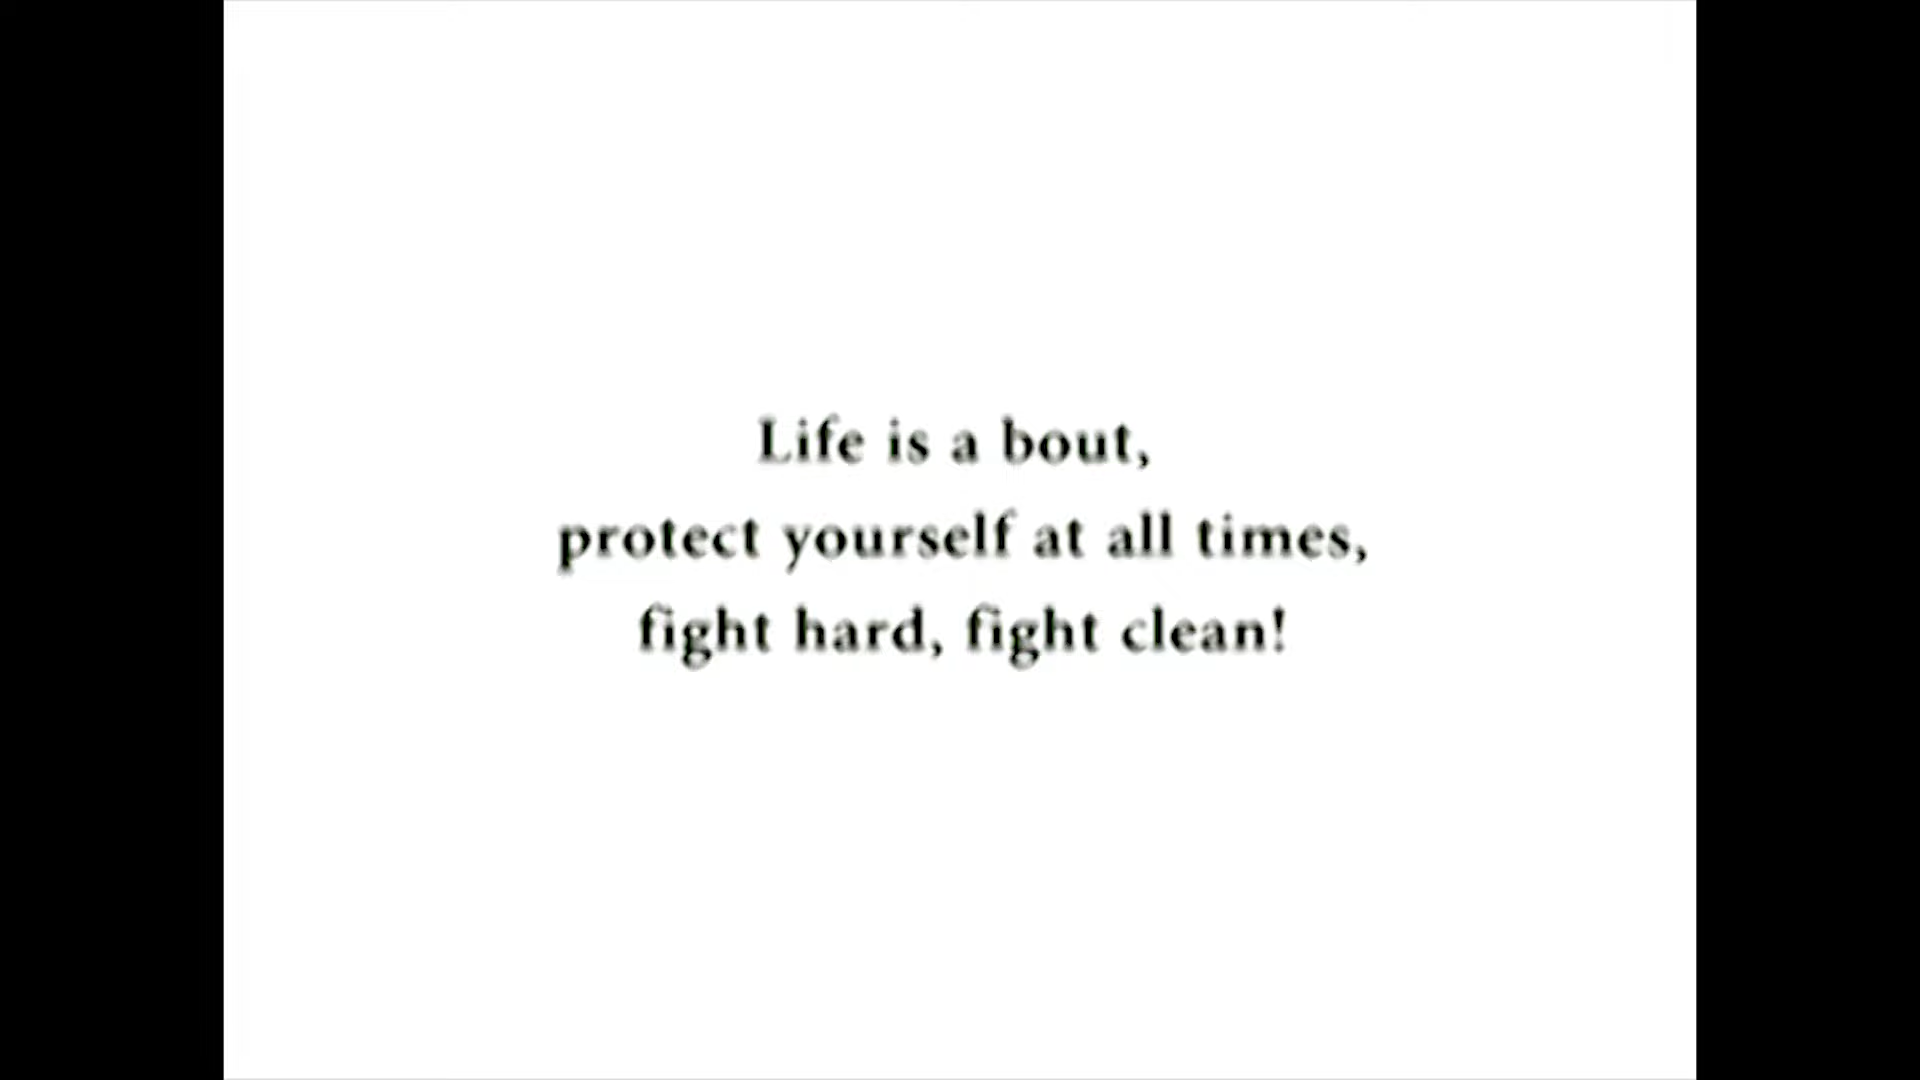 Life is a bout,
protect yourself at all times,
fight hard, fight clean!